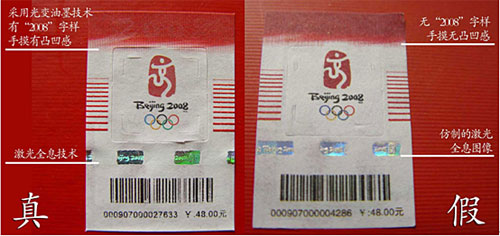 采用光变油墨技术
有“2008”字样
手摸有凸凹感
无“2008”字样
手摸无凸凹感
Beijing 2008
Beijing 2008
激光全息技术
仿制的激光
全息图像
000907000027633 ￥:48.00元
000907000004286 ￥:48.00元
真
假